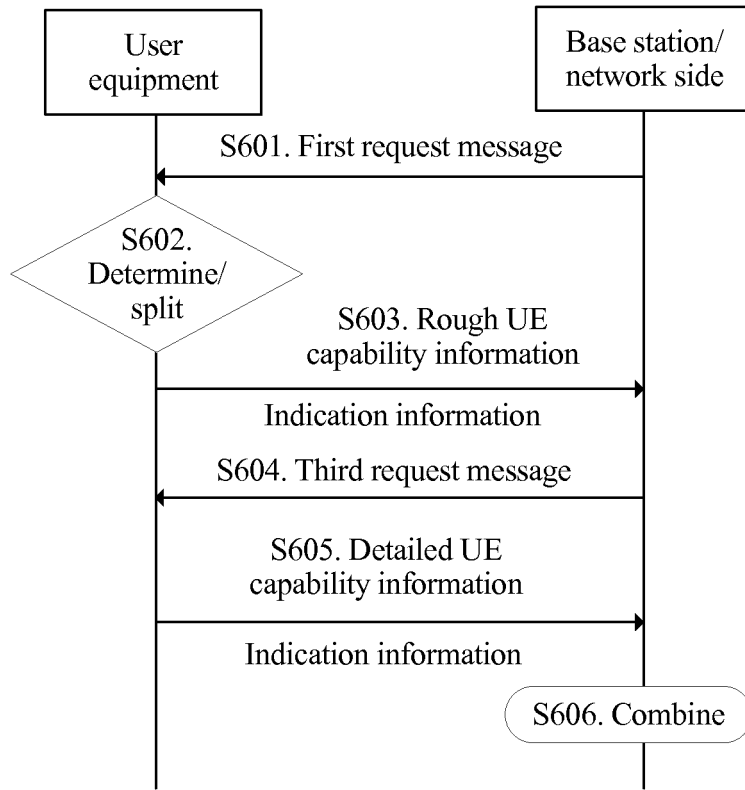 User
equipment
Base station/
network side
S601. First request message
S602.
Determine/
split
S603. Rough UE
capability information
Indication information
S604. Third request message
S605. Detailed UE
capability information
Indication information
S606. Combine